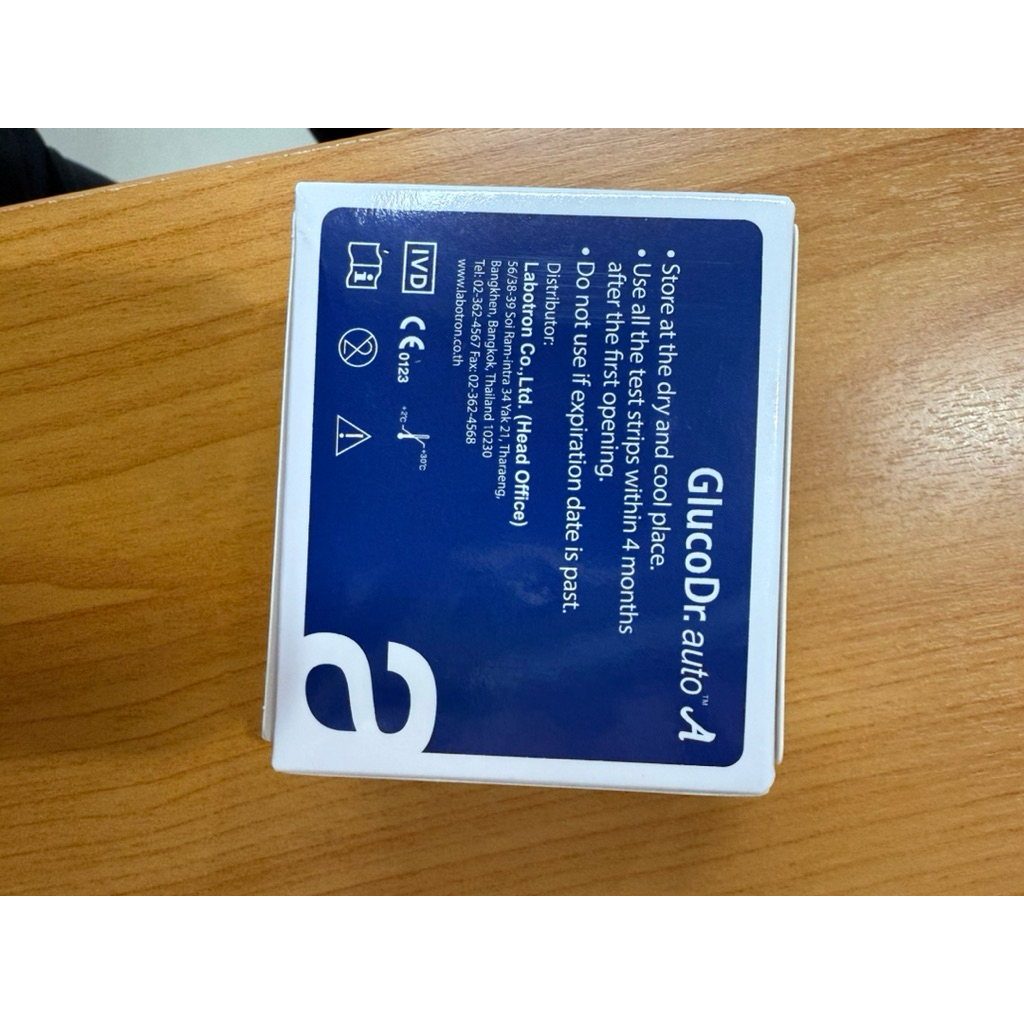 GlucoDr.auto™ A
• Store at the dry and cool place.
• Use all the test strips within 4 months
after the first opening.
• Do not use if expiration date is past.
Distributor:
Labotron Co.,Ltd. (Head Office)
56/38-39 Soi Ram-intra 34 Yak 21, Tharaeng,
Bangkhen, Bangkok, Thailand 10230
Tel: 02-362-4567 Fax: 02-362-4568
www.labotron.co.th
IVD CE 0123 +2°C +30°C
i 2
a